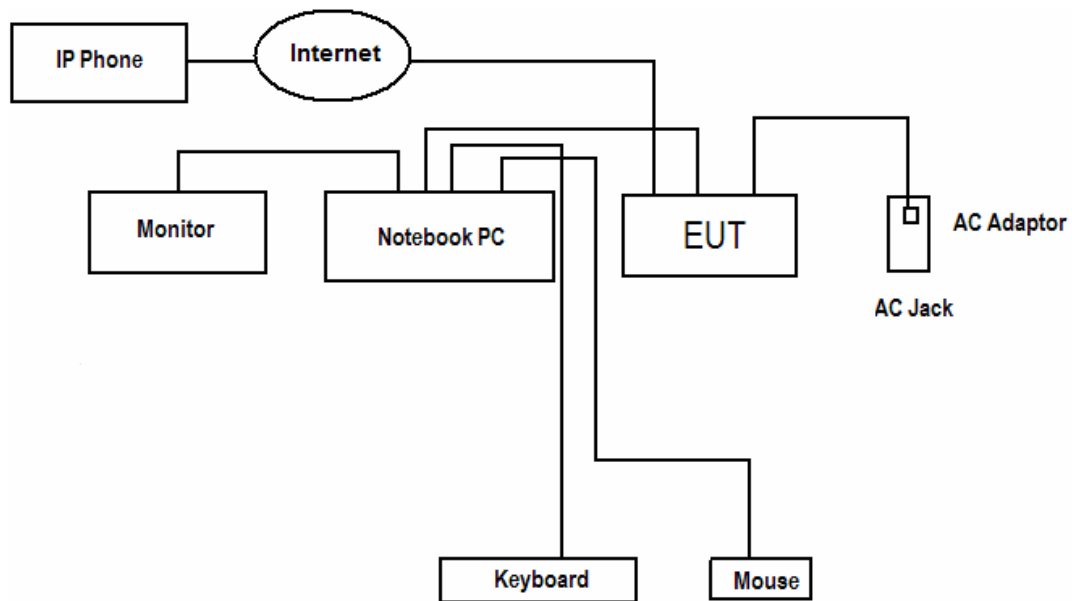 IP Phone
Internet
Monitor
Notebook PC
EUT
AC Adaptor
AC Jack
Keyboard
Mouse